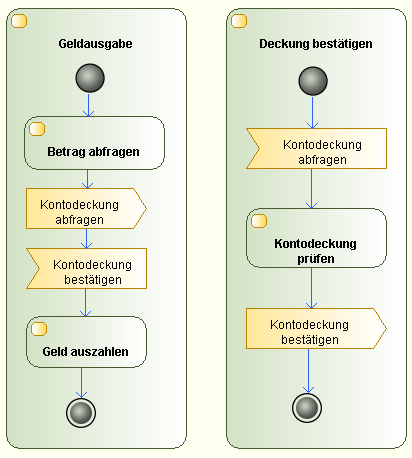 Geldausgabe
Betrag abfragen
Kontodeckung
abfragen
Kontodeckung
bestätigen
Geld auszahlen
Deckung bestätigen
Kontodeckung
abfragen
Kontodeckung
prüfen
Kontodeckung
bestätigen